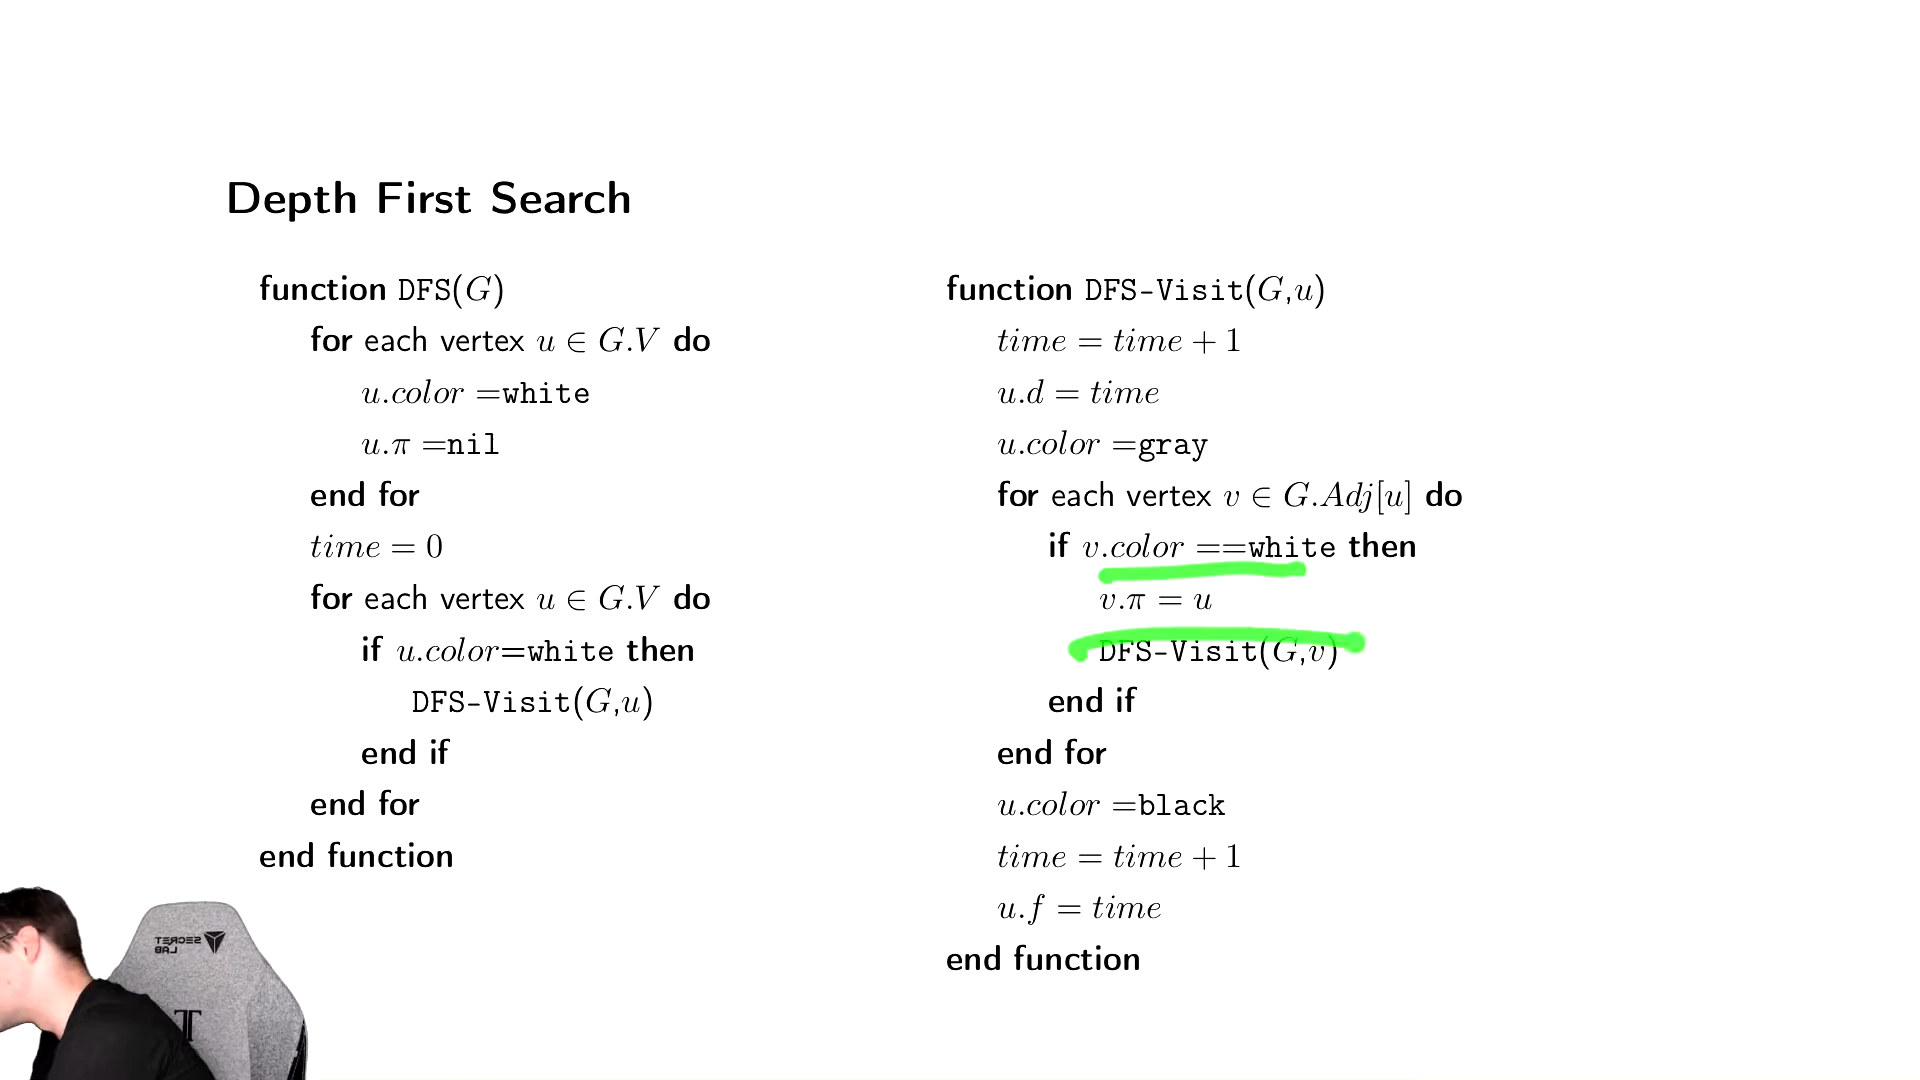 Depth First Search
function DFS(G)
for each vertex u ∈ G.V do
u.color =white
u.π =nil
end for
time = 0
for each vertex u ∈ G.V do
if u.color=white then
DFS-Visit(G,u)
end if
end for
end function
function DFS-Visit(G,u)
time = time + 1
u.d = time
u.color =gray
for each vertex v ∈ G.Adj[u] do
if v.color ==white then
v.π = u
DFS-Visit(G,v)
end if
end for
u.color =black
time = time + 1
u.f = time
end function
SECRET
LAB